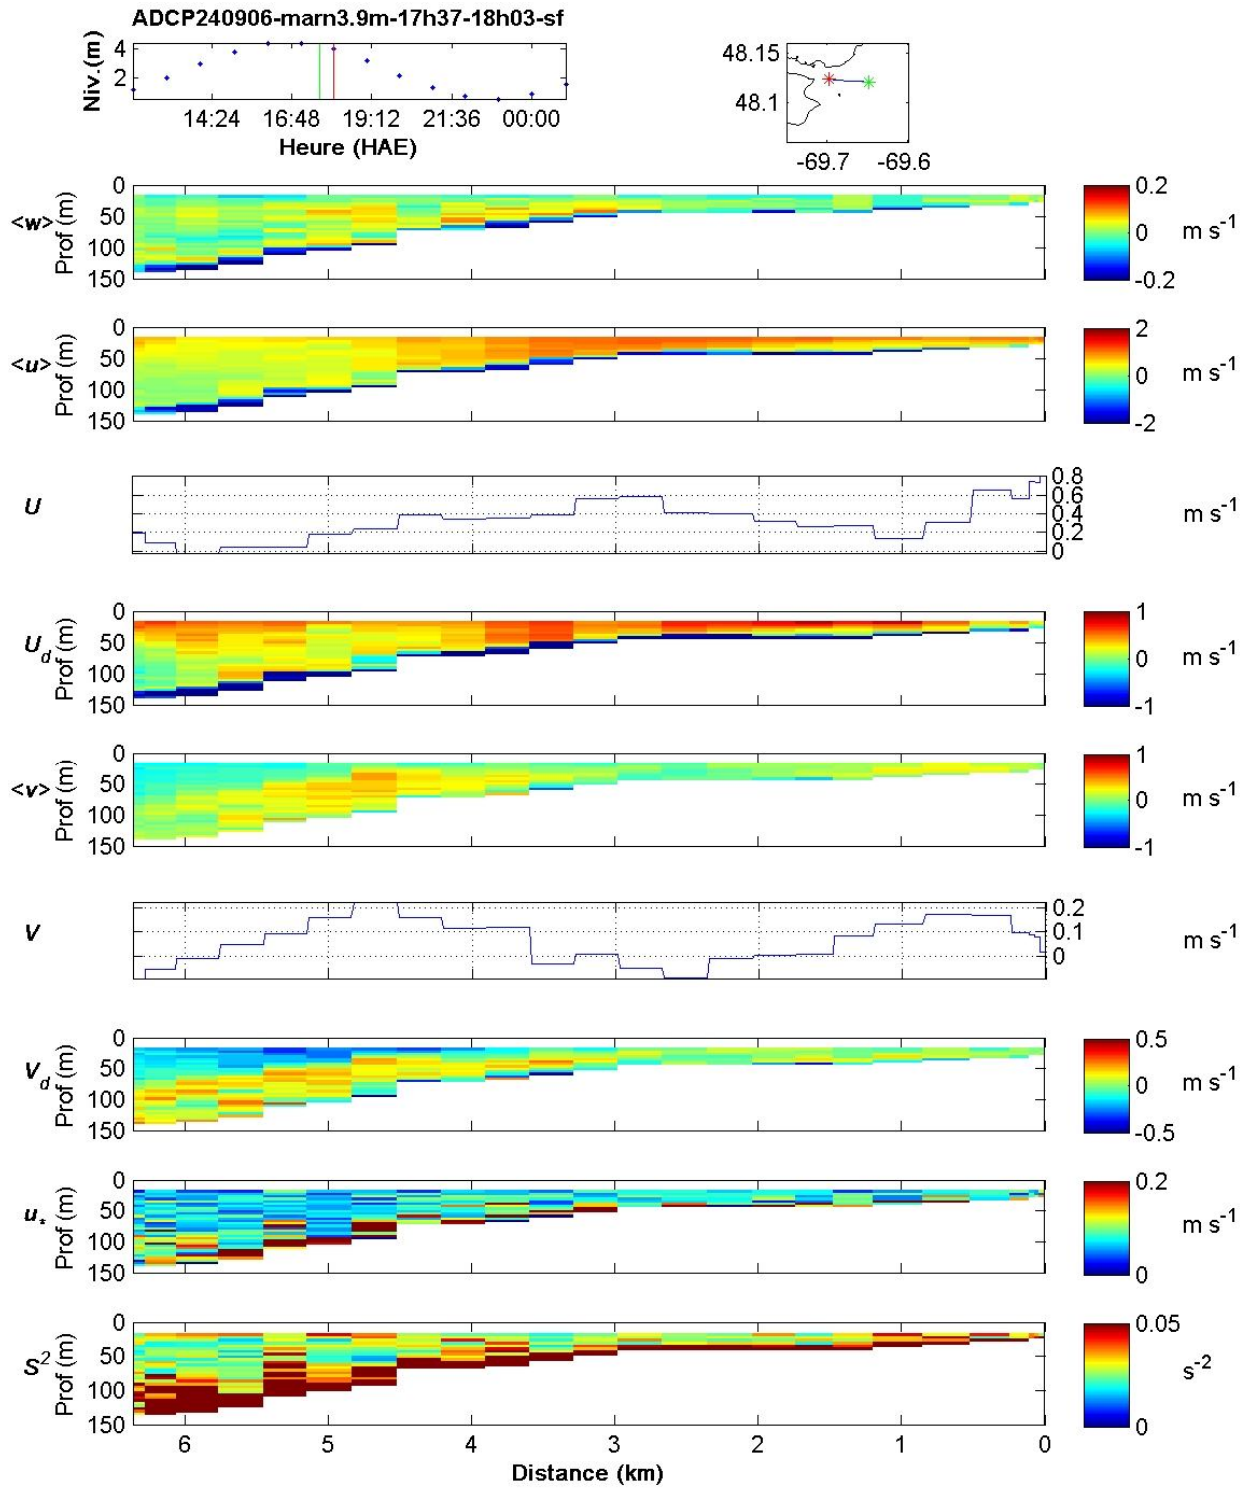 ADCP240906-marn3.9m-17h37-18h03-sf
Niv.(m)
4
2
14:24 16:48 19:12 21:36 00:00
Heure (HAE)
48.15
48.1
-69.7 -69.6
<w>
Prof (m)
0
50
100
150
0.2
0
-0.2
m s-1
<u>
Prof (m)
0
50
100
150
2
0
-2
m s-1
U
0.8
0.6
0.4
0.2
0
m s-1
Ud
Prof (m)
0
50
100
150
1
0
-1
m s-1
<v>
Prof (m)
0
50
100
150
1
0
-1
m s-1
V
0.2
0.1
0
m s-1
Vd
Prof (m)
0
50
100
150
0.5
0
-0.5
m s-1
u*
Prof (m)
0
50
100
150
0.2
0
m s-1
S2
Prof (m)
0
50
100
150
0.05
0
s-2
6 5 4 3 2 1 0
Distance (km)